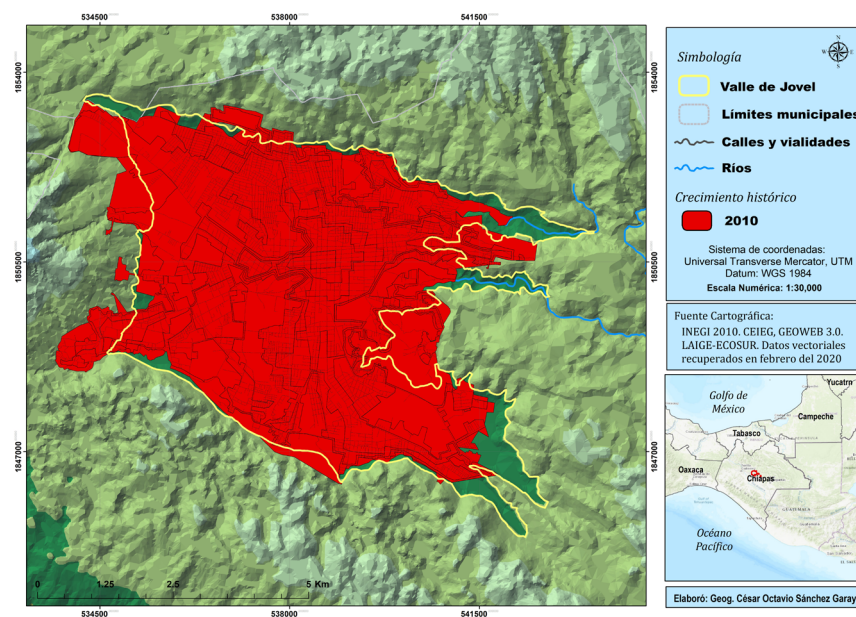 534500
538000
541500
1854000
1850500
1847000
1854000
1850500
1847000
0
1.25
2.5
5 Km
534500
538000
541500
Simbología
N
W
E
S
Valle de Jovel
Límites municipales
Calles y vialidades
Ríos
Crecimiento histórico
2010
Sistema de coordenadas:
Universal Transverse Mercator, UTM
Datum: WGS 1984
Escala Numérica: 1:30,000
Fuente Cartográfica:
INEGI 2010. CEIEG, GEOWEB 3.0.
LAIGE-ECOSUR. Datos vectoriales
recuperados en febrero del 2020
Golfo de
México
Yucatrn
Campeche
Tabasco
Oaxaca
Chiapas
GUATEMALA
Océano
Pacífico
Elaboró: Geog. César Octavio Sánchez Garay